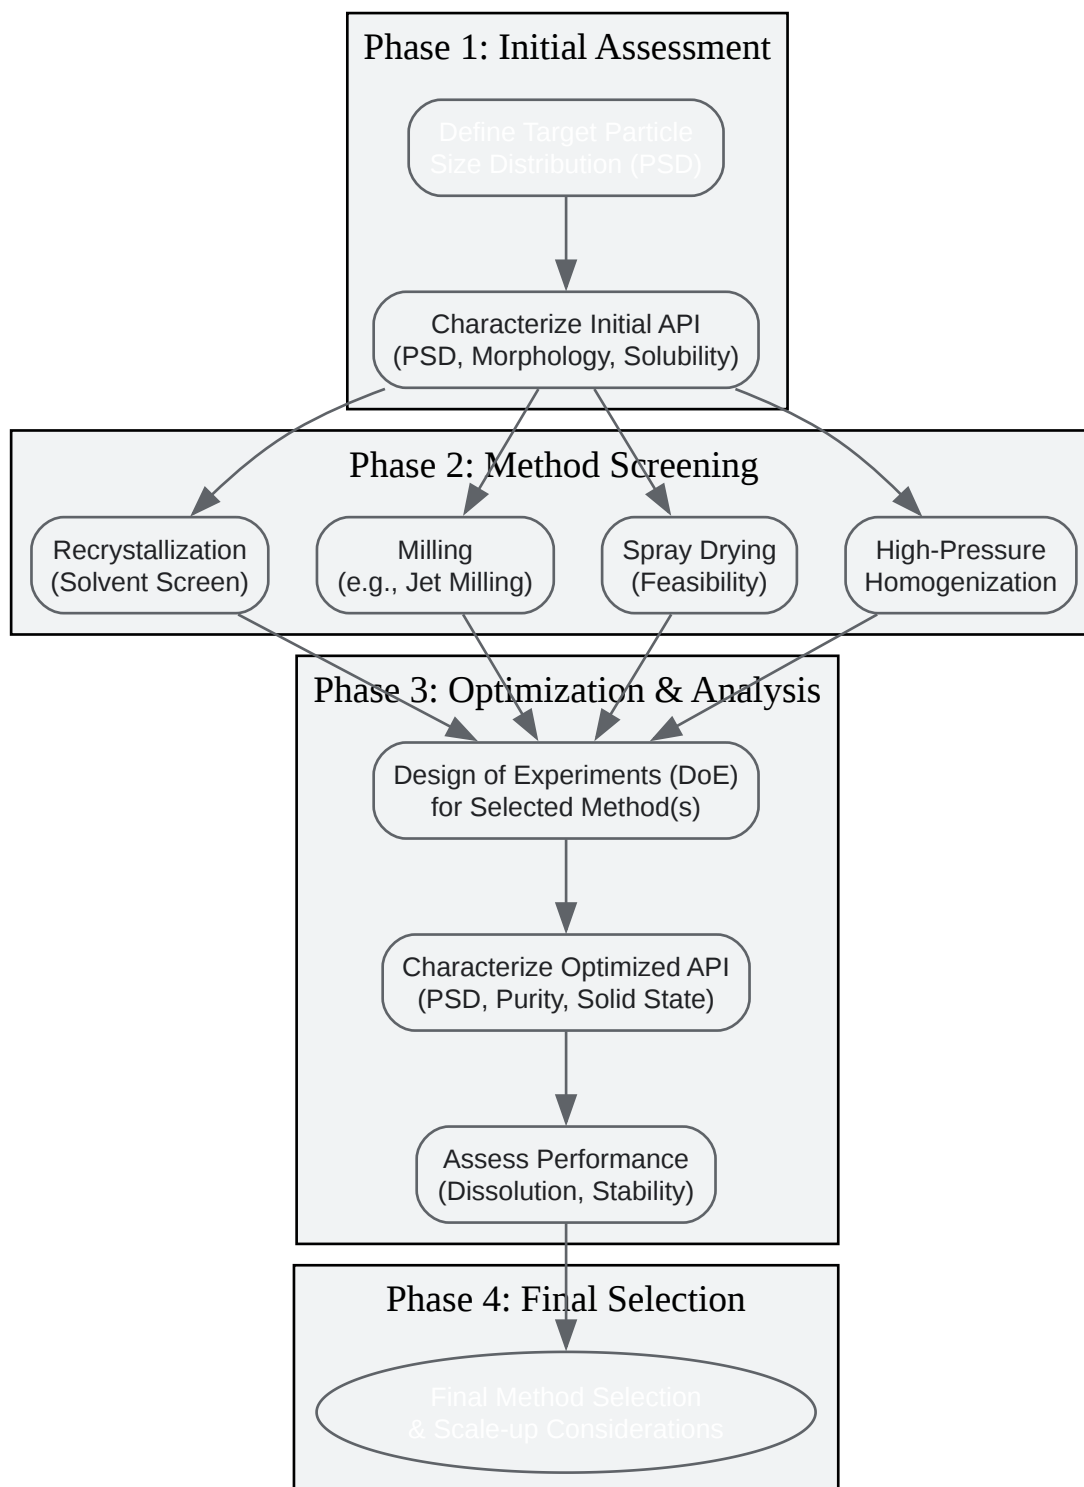 Phase 1: Initial Assessment
Define Target Particle
Size Distribution (PSD)
Characterize Initial API
(PSD, Morphology, Solubility)
Phase 2: Method Screening
Recrystallization
(Solvent Screen)
Milling
(e.g., Jet Milling)
Spray Drying
(Feasibility)
High-Pressure
Homogenization
Phase 3: Optimization & Analysis
Design of Experiments (DoE)
for Selected Method(s)
Characterize Optimized API
(PSD, Purity, Solid State)
Assess Performance
(Dissolution, Stability)
Phase 4: Final Selection
Final Method Selection
& Scale-up Considerations